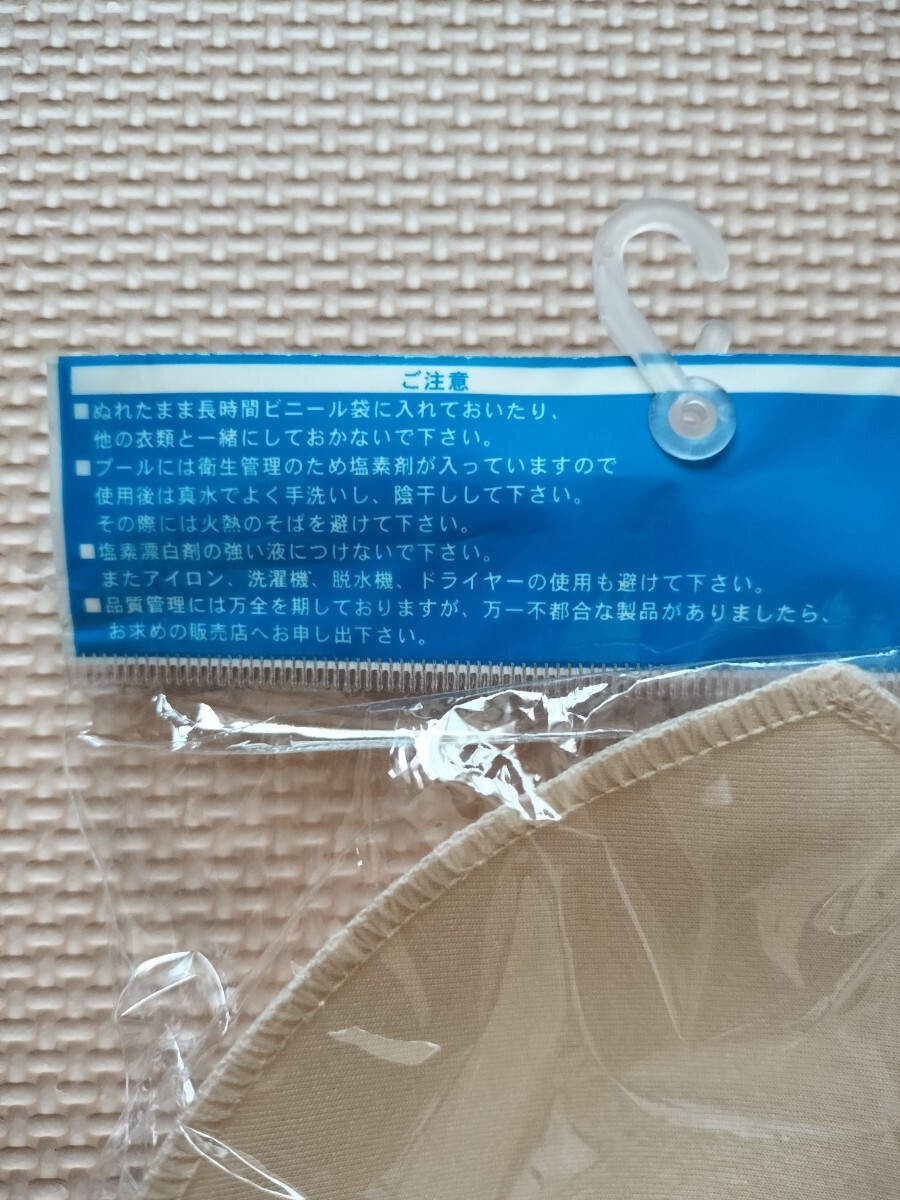 ご注意
■ぬれたまま長時間ビニール袋に入れておいたり、
他の衣類と一緒にしておかないで下さい。
■プールには衛生管理のため塩素剤が入っていますので
使用後は真水でよく手洗いし、陰干しして下さい。
その際には火熱のそばを避けて下さい。
■塩素漂白剤の強い液につけないで下さい。
またアイロン、洗濯機、脱水機、ドライヤーの使用も避けて下さい。
■品質管理には万全を期しておりますが、万一不都合な製品がありましたら、
お求めの販売店へお申し出下さい。